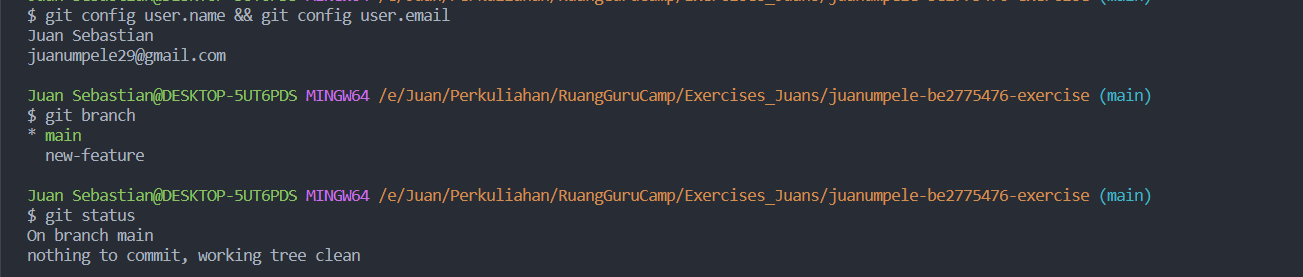 $ git config user.name && git config user.email
Juan Sebastian
juanumpele29@gmail.com
Juan Sebastian@DESKTOP-5UT6PDS MINGW64 /e/Juan/Perkuliahan/RuangGuruCamp/Exercises_Juans/juanumpele-be2775476-exercise (main)
$ git branch
* main
new-feature
Juan Sebastian@DESKTOP-5UT6PDS MINGW64 /e/Juan/Perkuliahan/RuangGuruCamp/Exercises_Juans/juanumpele-be2775476-exercise (main)
$ git status
On branch main
nothing to commit, working tree clean